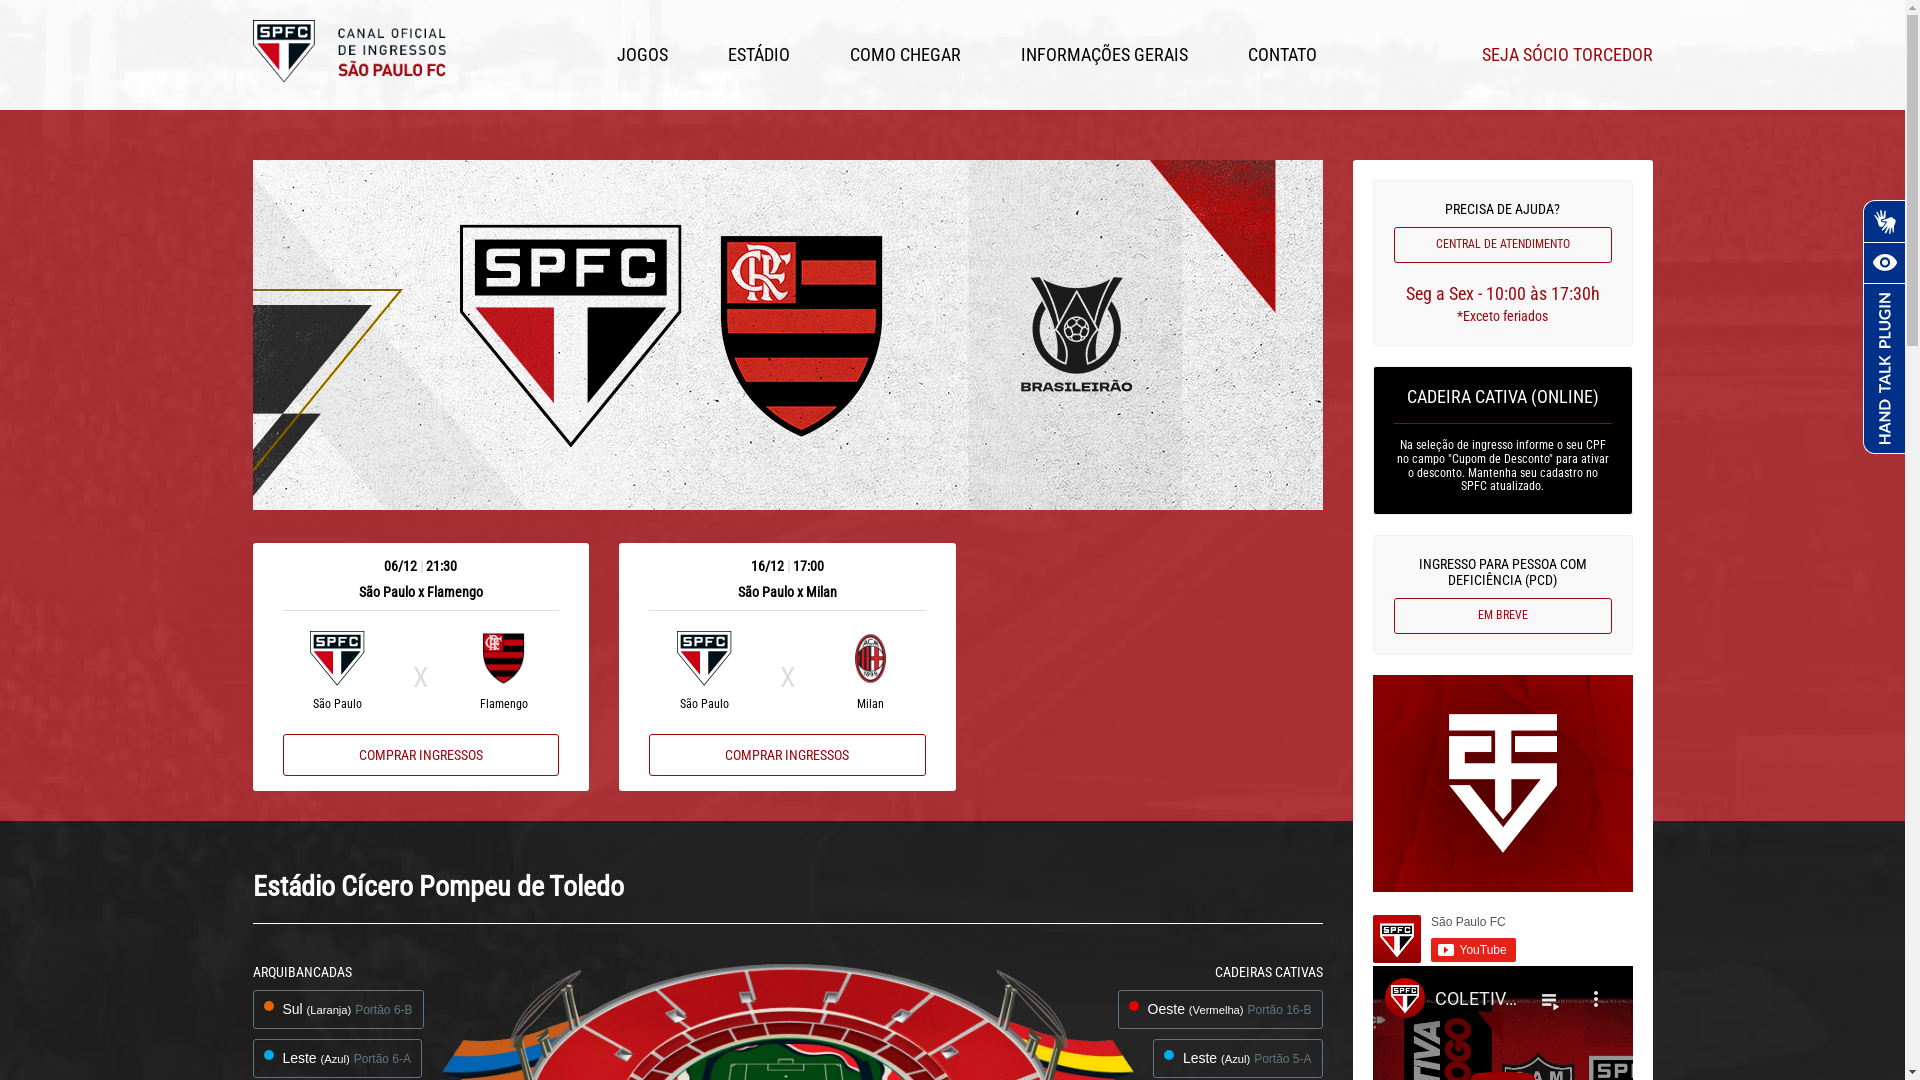 SPFC
CANAL OFICIAL
DE INGRESSOS
SÃO PAULO FC
JOGOS
ESTÁDIO
COMO CHEGAR
INFORMAÇÕES GERAIS
CONTATO
SEJA SÓCIO TORCEDOR
SPFC
CRF
BRASILEIRÃO
PRECISA DE AJUDA?
CENTRAL DE ATENDIMENTO
Seg a Sex - 10:00 às 17:30h
*Exceto feriados
HAND TALK PLUGIN
CADEIRA CATIVA (ONLINE)
Na seleção de ingresso informe o seu CPF
no campo "Cupom de Desconto" para ativar
o desconto. Mantenha seu cadastro no
SPFC atualizado.
INGRESSO PARA PESSOA COM
DEFICIÊNCIA (PCD)
EM BREVE
06/12 | 21:30
São Paulo x Flamengo
SPFC
X
São Paulo
Flamengo
COMPRAR INGRESSOS
16/12 | 17:00
São Paulo x Milan
SPFC
X
ACM
São Paulo
Milan
COMPRAR INGRESSOS
Estádio Cícero Pompeu de Toledo
ARQUIBANCADAS
Sul (Laranja) Portão 6-B
Leste (Azul) Portão 6-A
CADEIRAS CATIVAS
Oeste (Vermelha) Portão 16-B
Leste (Azul) Portão 5-A
SPFC
São Paulo FC
YouTube
SPFC
COLETIV...
SPFC